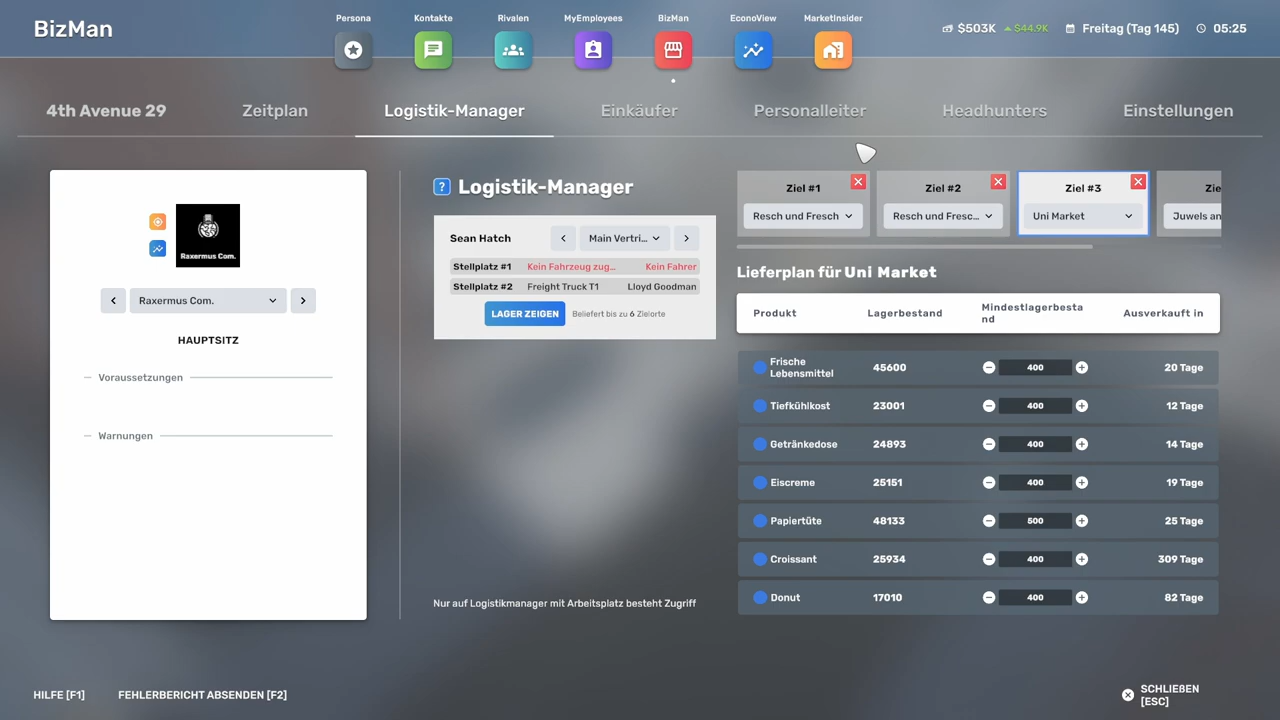 BizMan
Persona
Kontakte
Rivalen
MyEmployees
BizMan
EconoView
MarketInsider
$503K
$44.9K
Freitag (Tag 145)
05:25
4th Avenue 29
Zeitplan
Logistik-Manager
Einkäufer
Personalleiter
Headhunters
Einstellungen
Raxermus Com.
Raxermus Com.
HAUPTSITZ
Voraussetzungen
Warnungen
? Logistik-Manager
Sean Hatch
Main Vertri...
Stellplatz #1 Kein Fahrzeug zug... Kein Fahrer
Stellplatz #2 Freight Truck T1 Lloyd Goodman
LAGER ZEIGEN
Beliefert bis zu 6 Zielorte
Nur auf Logistikmanager mit Arbeitsplatz besteht Zugriff
Ziel #1
Resch und Fresch
Ziel #2
Resch und Fresc...
Ziel #3
Uni Market
Zie
Juwels an
Lieferplan für Uni Market
Produkt
Lagerbestand
Mindestlagerbesta
nd
Ausverkauft in
Frische
Lebensmittel
45600 400 20 Tage
Tiefkühlkost 23001 400 12 Tage
Getränkedose 24893 400 14 Tage
Eiscreme 25151 400 19 Tage
Papiertüte 48133 500 25 Tage
Croissant 25934 400 309 Tage
Donut 17010 400 82 Tage
HILFE [F1]
FEHLERBERICHT ABSENDEN [F2]
SCHLIEßEN
[ESC]